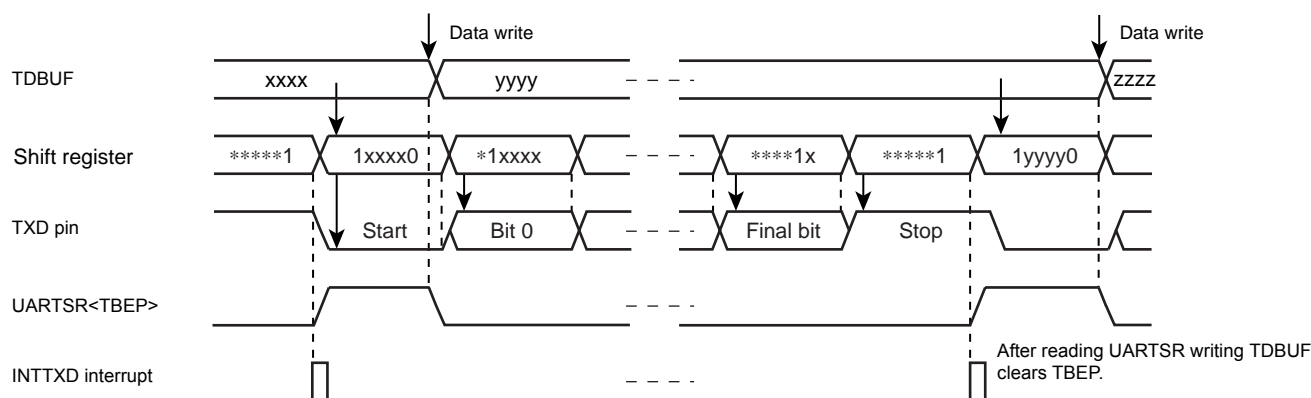 Data write Data write
TDBUF xxxx yyyy zzzz
Shift register *****1 1xxxx0 *1xxxx ****1x *****1 1yyyy0
TXD pin Start Bit 0 Final bit Stop
UARTSR<TBEP>
After reading UARTSR writing TDBUF
INTTXD interrupt clears TBEP.